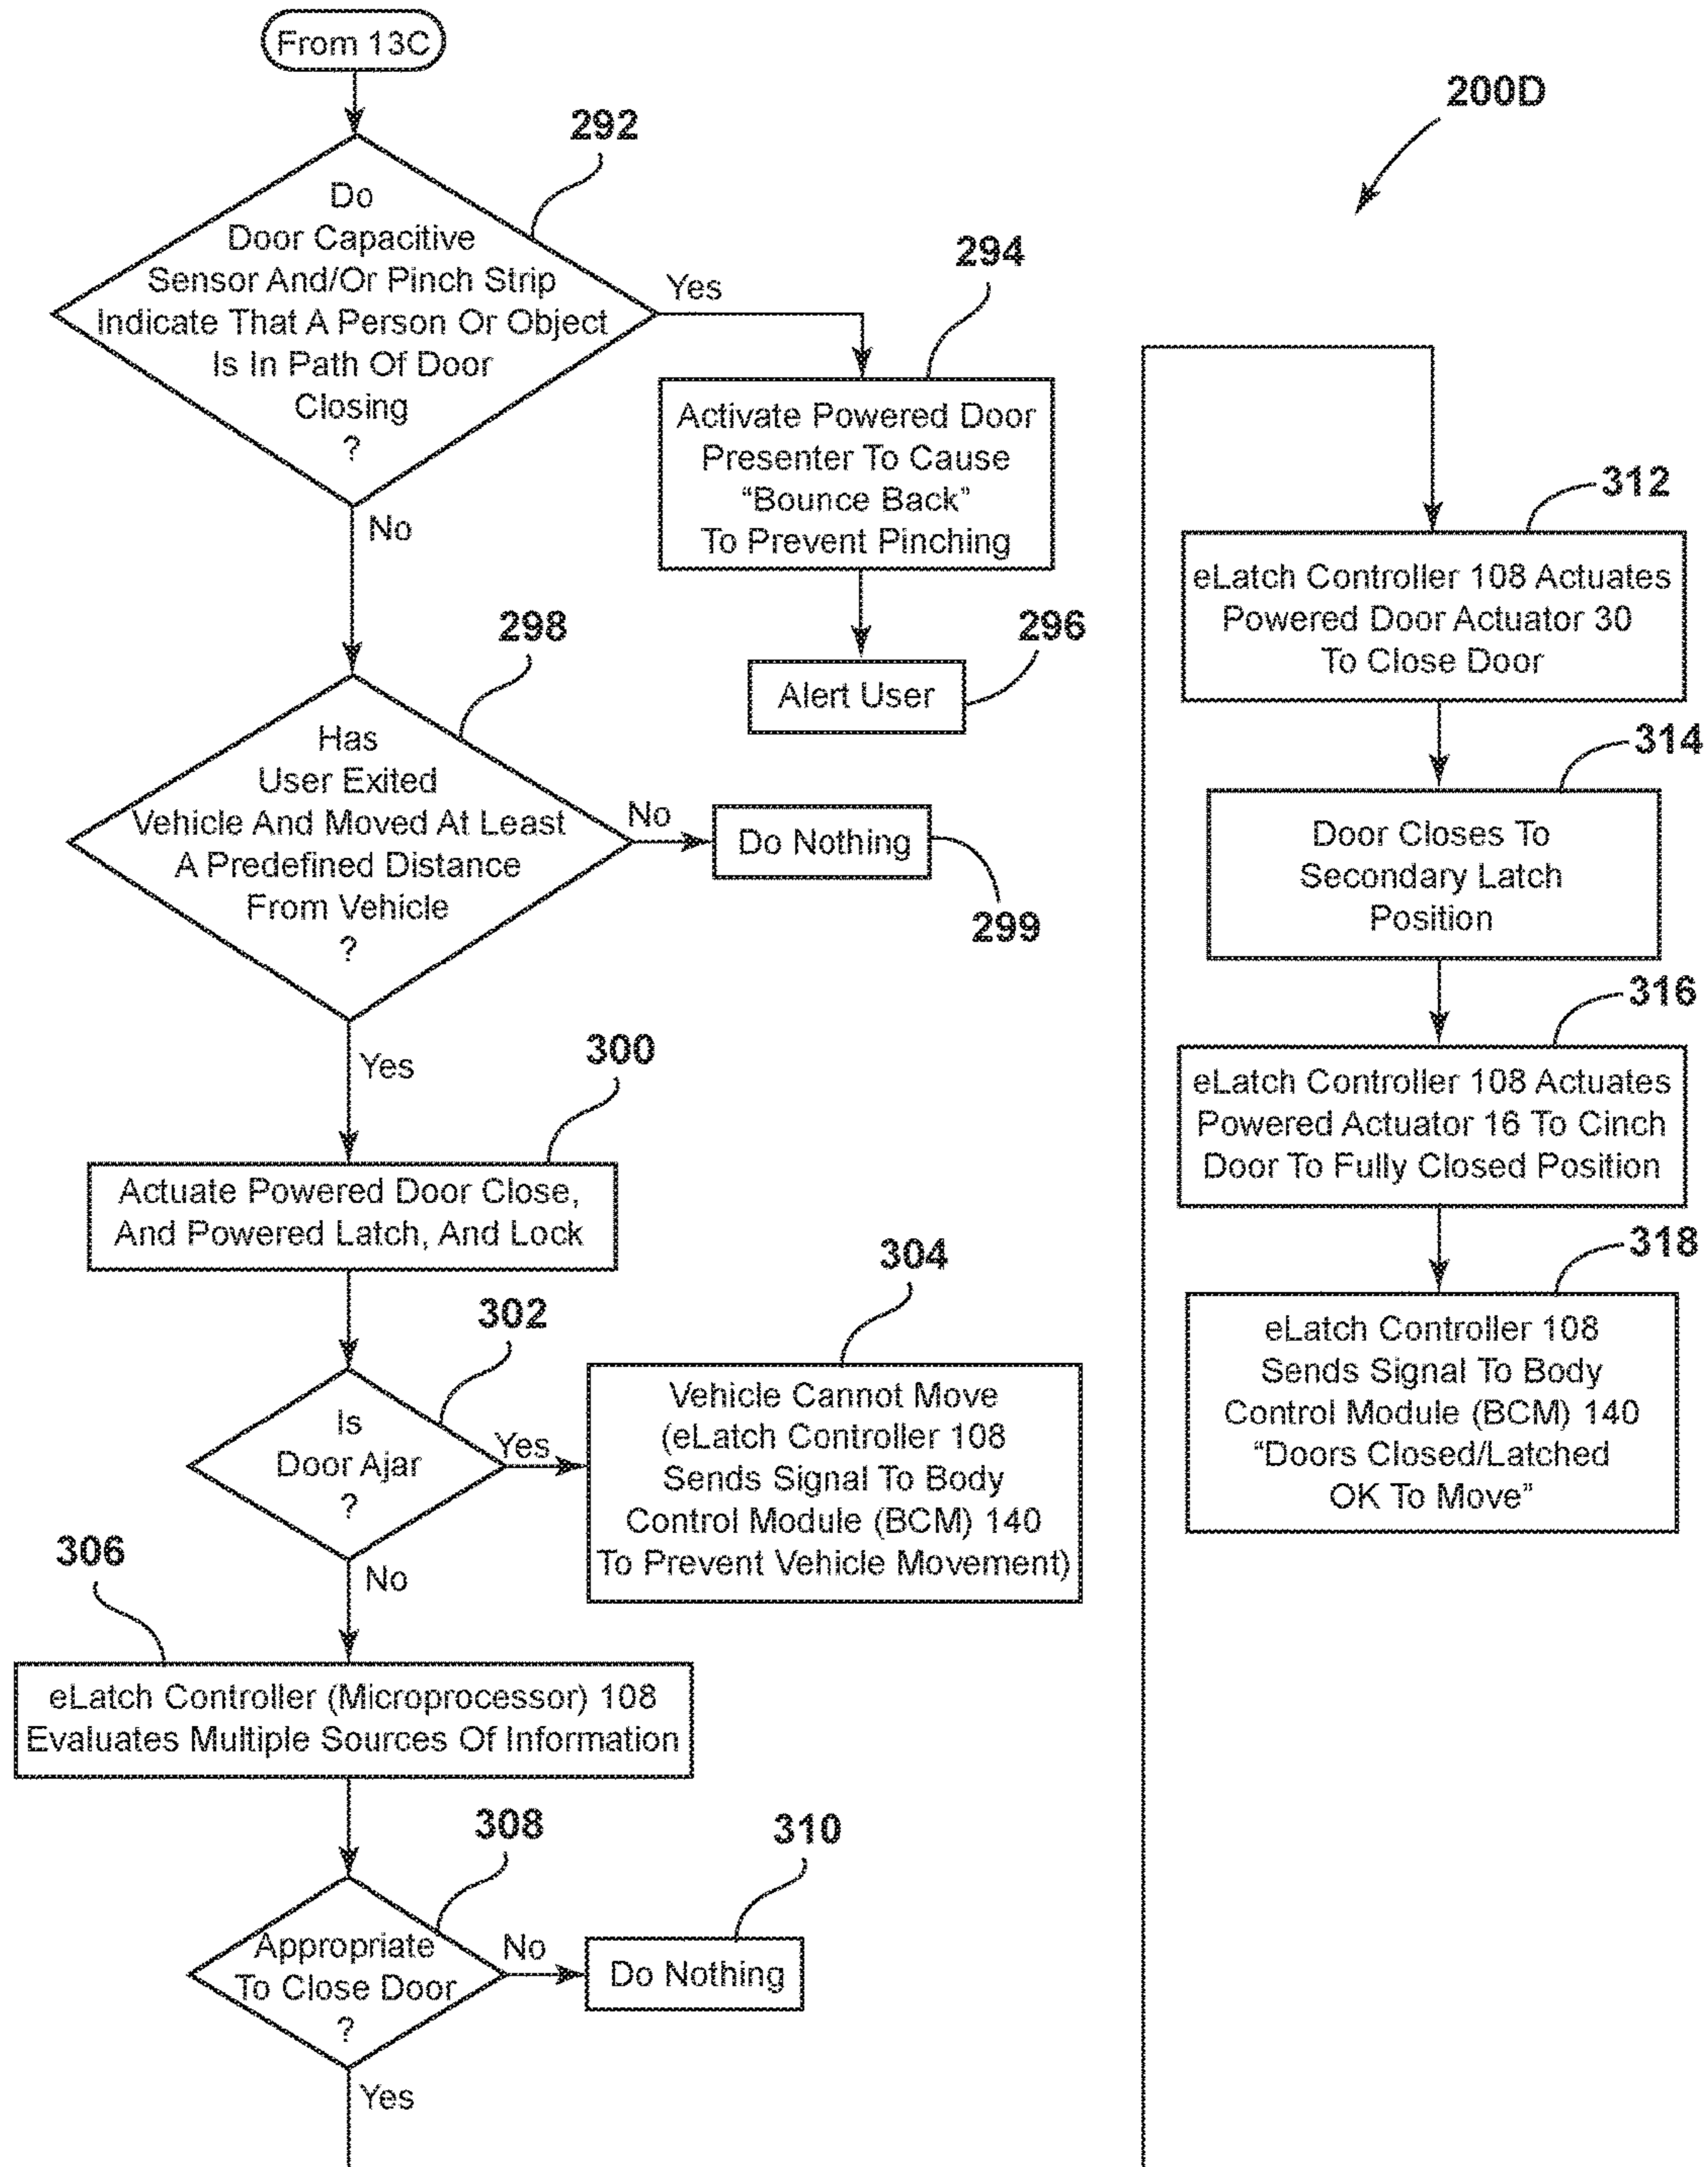 From 13C
200D
292
Do
Door Capacitive
Sensor And/Or Pinch Strip
Indicate That A Person Or Object
Is In Path Of Door
Closing
?
Yes
No
294
Activate Powered Door
Presenter To Cause
“Bounce Back”
To Prevent Pinching
296
Alert User
298
Has
User Exited
Vehicle And Moved At Least
A Predefined Distance
From Vehicle
?
No
Do Nothing
299
Yes
300
Actuate Powered Door Close,
And Powered Latch, And Lock
302
Is
Door Ajar
?
Yes
304
Vehicle Cannot Move
(eLatch Controller 108
Sends Signal To Body
Control Module (BCM) 140
To Prevent Vehicle Movement)
No
306
eLatch Controller (Microprocessor) 108
Evaluates Multiple Sources Of Information
308
Appropriate
To Close Door
?
No
310
Do Nothing
Yes
312
eLatch Controller 108 Actuates
Powered Door Actuator 30
To Close Door
314
Door Closes To
Secondary Latch
Position
316
eLatch Controller 108 Actuates
Powered Actuator 16 To Cinch
Door To Fully Closed Position
318
eLatch Controller 108
Sends Signal To Body
Control Module (BCM) 140
“Doors Closed/Latched
OK To Move”